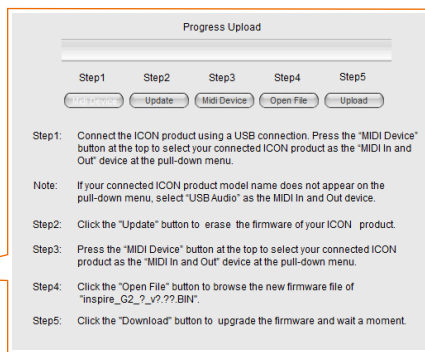 Progress Upload
Step1 Step2 Step3 Step4 Step5
Midi Device Update Midi Device Open File Upload
Step1: Connect the ICON product using a USB connection. Press the "MIDI Device"
button at the top to select your connected ICON product as the "MIDI In and
Out" device at the pull-down menu.
Note: If your connected ICON product model name does not appear on the
pull-down menu, select "USB Audio" as the MIDI In and Out device.
Step2: Click the "Update" button to erase the firmware of your ICON product.
Step3: Press the "MIDI Device" button at the top to select your connected ICON
product as the "MIDI In and Out" device at the pull-down menu.
Step4: Click the "Open File" button to browse the new firmware file of
"inspire_G2_?_v?.??.BIN".
Step5: Click the "Download" button to upgrade the firmware and wait a moment.